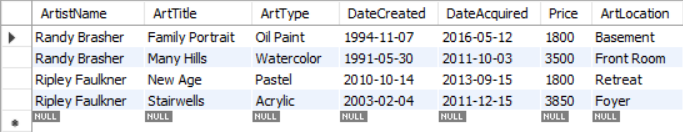 ArtistName ArtTitle ArtType DateCreated DateAcquired Price ArtLocation
Randy Brasher Family Portrait Oil Paint 1994-11-07 2016-05-12 1800 Basement
Randy Brasher Many Hills Watercolor 1991-05-30 2011-10-03 3500 Front Room
Ripley Faulkner New Age Pastel 2010-10-14 2013-09-15 1800 Retreat
Ripley Faulkner Stairwells Acrylic 2003-02-04 2011-12-15 3850 Foyer
NULL NULL NULL NULL NULL NULL NULL